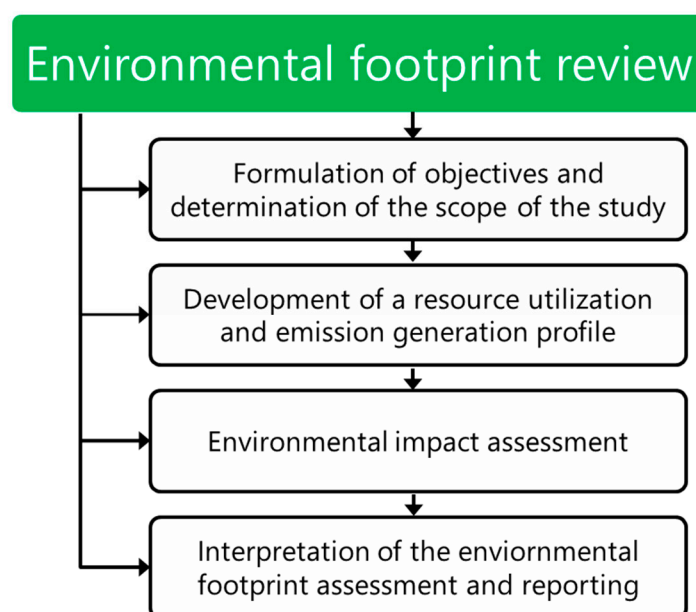 Environmental footprint review
Formulation of objectives and
determination of the scope of the study
Development of a resource utilization
and emission generation profile
Environmental impact assessment
Interpretation of the enviornmental
footprint assessment and reporting